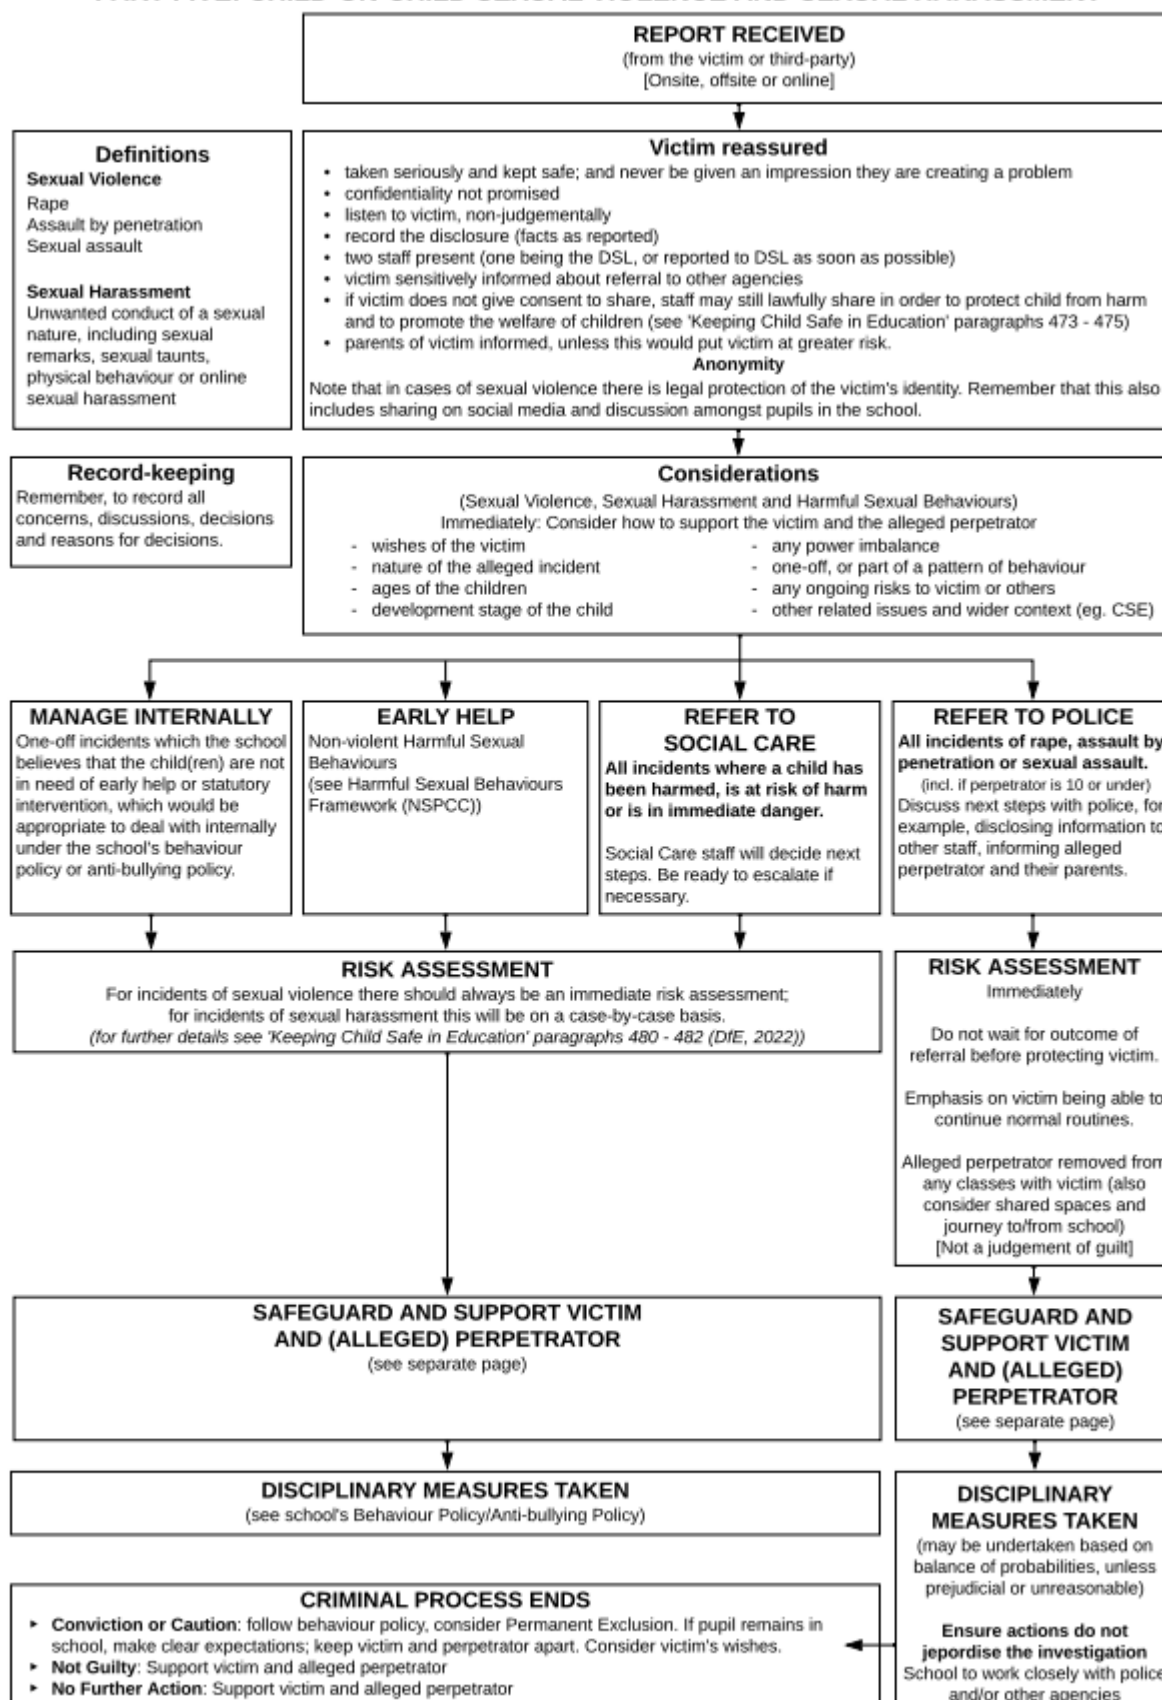 REPORT RECEIVED
(from the victim or third-party)
[Onsite, offsite or online]
Definitions
Sexual Violence
Rape
Assault by penetration
Sexual assault
Sexual Harassment
Unwanted conduct of a sexual
nature, including sexual
remarks, sexual taunts,
physical behaviour or online
sexual harassment
Victim reassured
• taken seriously and kept safe; and never be given an impression they are creating a problem
• confidentiality not promised
• listen to victim, non-judgementally
• record the disclosure (facts as reported)
• two staff present (one being the DSL, or reported to DSL as soon as possible)
• victim sensitively informed about referral to other agencies
• if victim does not give consent to share, staff may still lawfully share in order to protect child from harm
and to promote the welfare of children (see 'Keeping Child Safe in Education' paragraphs 473 - 475)
• parents of victim informed, unless this would put victim at greater risk.
Anonymity
Note that in cases of sexual violence there is legal protection of the victim's identity. Remember that this also
includes sharing on social media and discussion amongst pupils in the school.
Record-keeping
Remember, to record all
concerns, discussions, decisions
and reasons for decisions.
Considerations
(Sexual Violence, Sexual Harassment and Harmful Sexual Behaviours)
Immediately: Consider how to support the victim and the alleged perpetrator
- wishes of the victim
- nature of the alleged incident
- ages of the children
- development stage of the child
- any power imbalance
- one-off, or part of a pattern of behaviour
- any ongoing risks to victim or others
- other related issues and wider context (eg. CSE)
MANAGE INTERNALLY
One-off incidents which the school
believes that the child(ren) are not
in need of early help or statutory
intervention, which would be
appropriate to deal with internally
under the school's behaviour
policy or anti-bullying policy.
EARLY HELP
Non-violent Harmful Sexual
Behaviours
(see Harmful Sexual Behaviours
Framework (NSPCC))
REFER TO
SOCIAL CARE
All incidents where a child has
been harmed, is at risk of harm
or is in immediate danger.
Social Care staff will decide next
steps. Be ready to escalate if
necessary.
REFER TO POLICE
All incidents of rape, assault by
penetration or sexual assault.
(incl. if perpetrator is 10 or under)
Discuss next steps with police, for
example, disclosing information to
other staff, informing alleged
perpetrator and their parents.
RISK ASSESSMENT
For incidents of sexual violence there should always be an immediate risk assessment;
for incidents of sexual harassment this will be on a case-by-case basis.
(for further details see 'Keeping Child Safe in Education' paragraphs 480 - 482 (DfE, 2022))
RISK ASSESSMENT
Immediately
Do not wait for outcome of
referral before protecting victim.
Emphasis on victim being able to
continue normal routines.
Alleged perpetrator removed from
any classes with victim (also
consider shared spaces and
journey to/from school)
[Not a judgement of guilt]
SAFEGUARD AND SUPPORT VICTIM
AND (ALLEGED) PERPETRATOR
(see separate page)
SAFEGUARD AND
SUPPORT VICTIM
AND (ALLEGED)
PERPETRATOR
(see separate page)
DISCIPLINARY MEASURES TAKEN
(see school's Behaviour Policy/Anti-bullying Policy)
DISCIPLINARY
MEASURES TAKEN
(may be undertaken based on
balance of probabilities, unless
prejudicial or unreasonable)
Ensure actions do not
jepordise the investigation
School to work closely with police
and/or other agencies
CRIMINAL PROCESS ENDS
▸ Conviction or Caution: follow behaviour policy, consider Permanent Exclusion. If pupil remains in
school, make clear expectations; keep victim and perpetrator apart. Consider victim's wishes.
▸ Not Guilty: Support victim and alleged perpetrator
▸ No Further Action: Support victim and alleged perpetrator